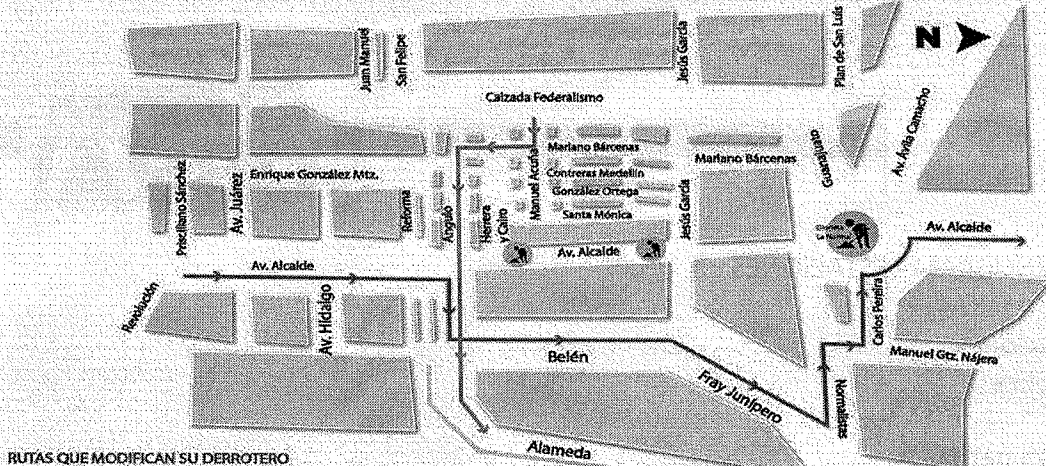 Juan Manuel
San Felipe
Jesús García
Plan de San Luis
N
Calzada Federalismo
Av. Ávila Camacho
Guanajuato
Mariano Bárcenas
Mariano Bárcenas
Manuel Acuña
Contreras Medellín
González Ortega
Santa Mónica
Enrique González Mtz.
Prisciliano Sánchez
Av. Juárez
Reforma
Angulo
Herrera
y Cairo
Jesús García
Av. Alcalde
Av. Alcalde
Av. Alcalde
Revolución
Av. Hidalgo
Carlos Pereira
Belén
Manuel Gtz. Nájera
Fray Junípero
Normalistas
Alameda
RUTAS QUE MODIFICAN SU DERROTERO